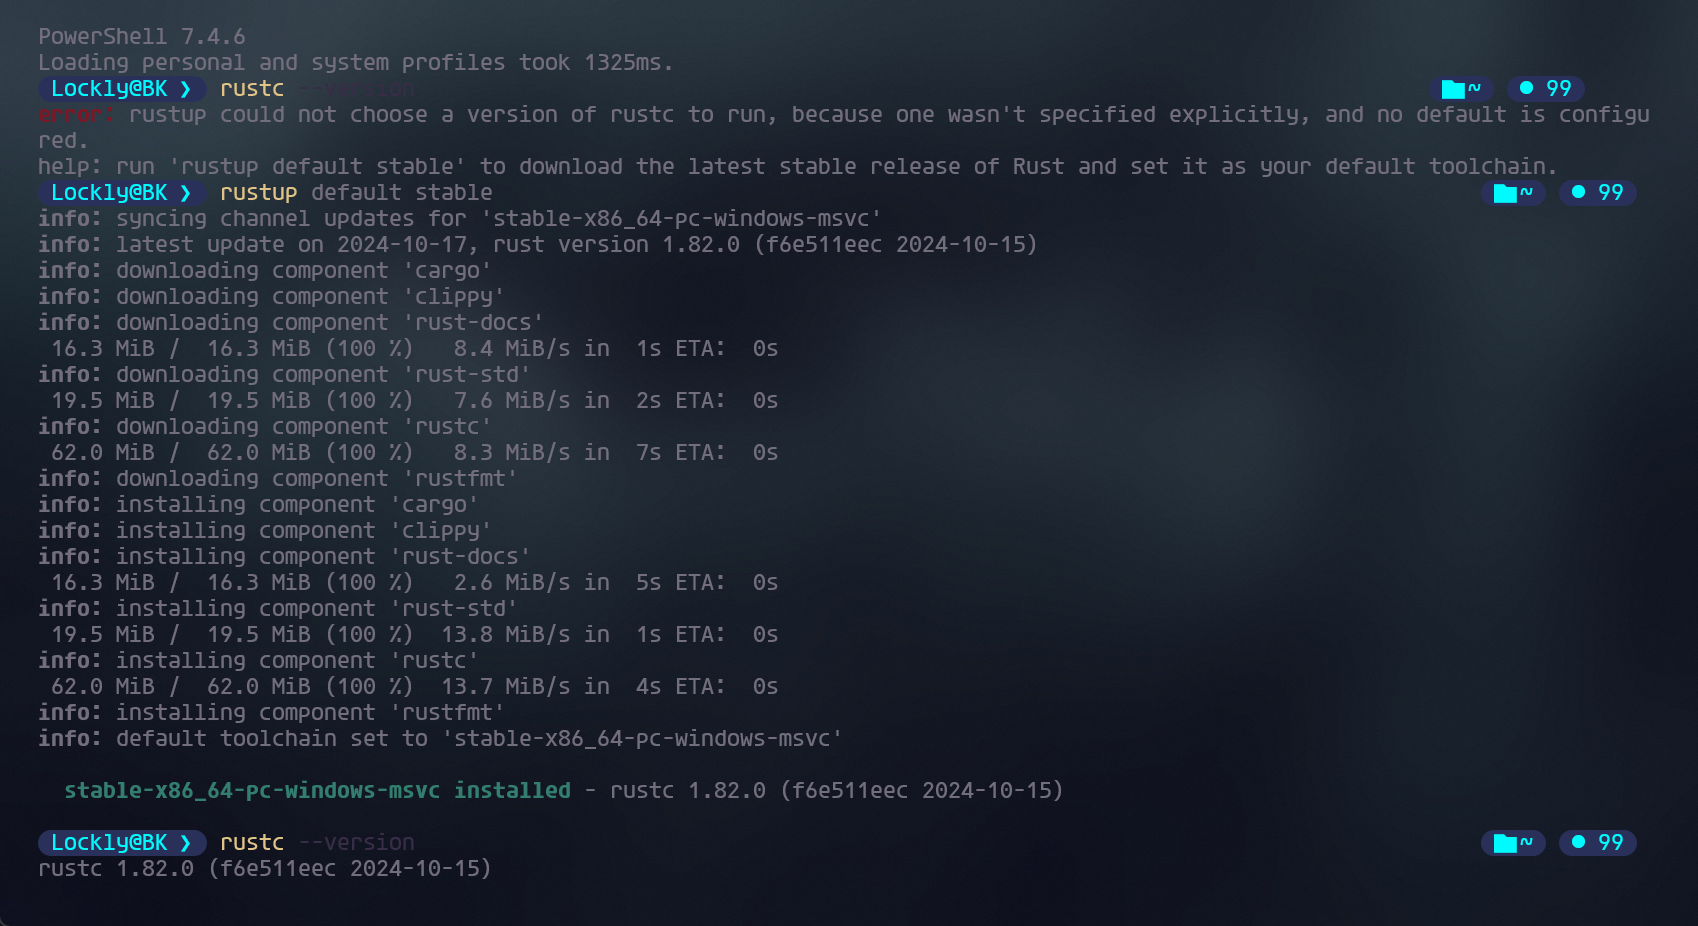 PowerShell 7.4.6
Loading personal and system profiles took 1325ms.
Lockly@BK ❯ rustc --version ~ ● 99
error: rustup could not choose a version of rustc to run, because one wasn't specified explicitly, and no default is configu
red.
help: run 'rustup default stable' to download the latest stable release of Rust and set it as your default toolchain.
Lockly@BK ❯ rustup default stable ~ ● 99
info: syncing channel updates for 'stable-x86_64-pc-windows-msvc'
info: latest update on 2024-10-17, rust version 1.82.0 (f6e511eec 2024-10-15)
info: downloading component 'cargo'
info: downloading component 'clippy'
info: downloading component 'rust-docs'
16.3 MiB / 16.3 MiB (100 %) 8.4 MiB/s in 1s ETA: 0s
info: downloading component 'rust-std'
19.5 MiB / 19.5 MiB (100 %) 7.6 MiB/s in 2s ETA: 0s
info: downloading component 'rustc'
62.0 MiB / 62.0 MiB (100 %) 8.3 MiB/s in 7s ETA: 0s
info: downloading component 'rustfmt'
info: installing component 'cargo'
info: installing component 'clippy'
info: installing component 'rust-docs'
16.3 MiB / 16.3 MiB (100 %) 2.6 MiB/s in 5s ETA: 0s
info: installing component 'rust-std'
19.5 MiB / 19.5 MiB (100 %) 13.8 MiB/s in 1s ETA: 0s
info: installing component 'rustc'
62.0 MiB / 62.0 MiB (100 %) 13.7 MiB/s in 4s ETA: 0s
info: installing component 'rustfmt'
info: default toolchain set to 'stable-x86_64-pc-windows-msvc'
stable-x86_64-pc-windows-msvc installed - rustc 1.82.0 (f6e511eec 2024-10-15)
Lockly@BK ❯ rustc --version ~ ● 99
rustc 1.82.0 (f6e511eec 2024-10-15)